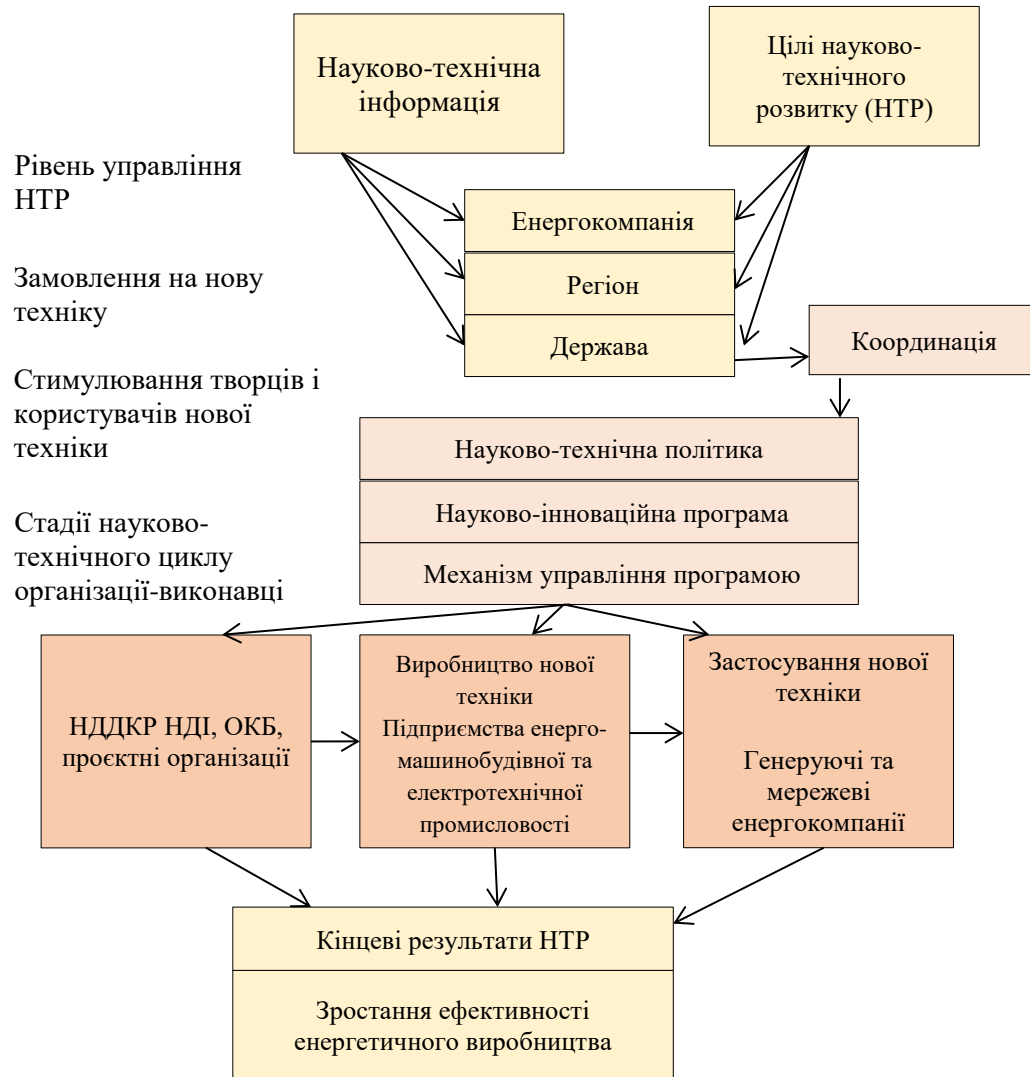 Науково-технічна
інформація
Цілі науково-
технічного
розвитку (НТР)
Рівень управління
НТР
Енергокомпанія
Замовлення на нову
техніку
Регіон
Держава
Координація
Стимулювання творців і
користувачів нової
техніки
Науково-технічна політика
Науково-інноваційна програма
Стадії науково-
технічного циклу
організації-виконавці
Механізм управління програмою
НДДКР НДІ, ОКБ,
проєктні організації
Виробництво нової
техніки
Підприємства енерго-
машинобудівної та
електротехнічної
промисловості
Застосування нової
техніки
Генеруючі та
мережеві
енергокомпанії
Кінцеві результати НТР
Зростання ефективності
енергетичного виробництва